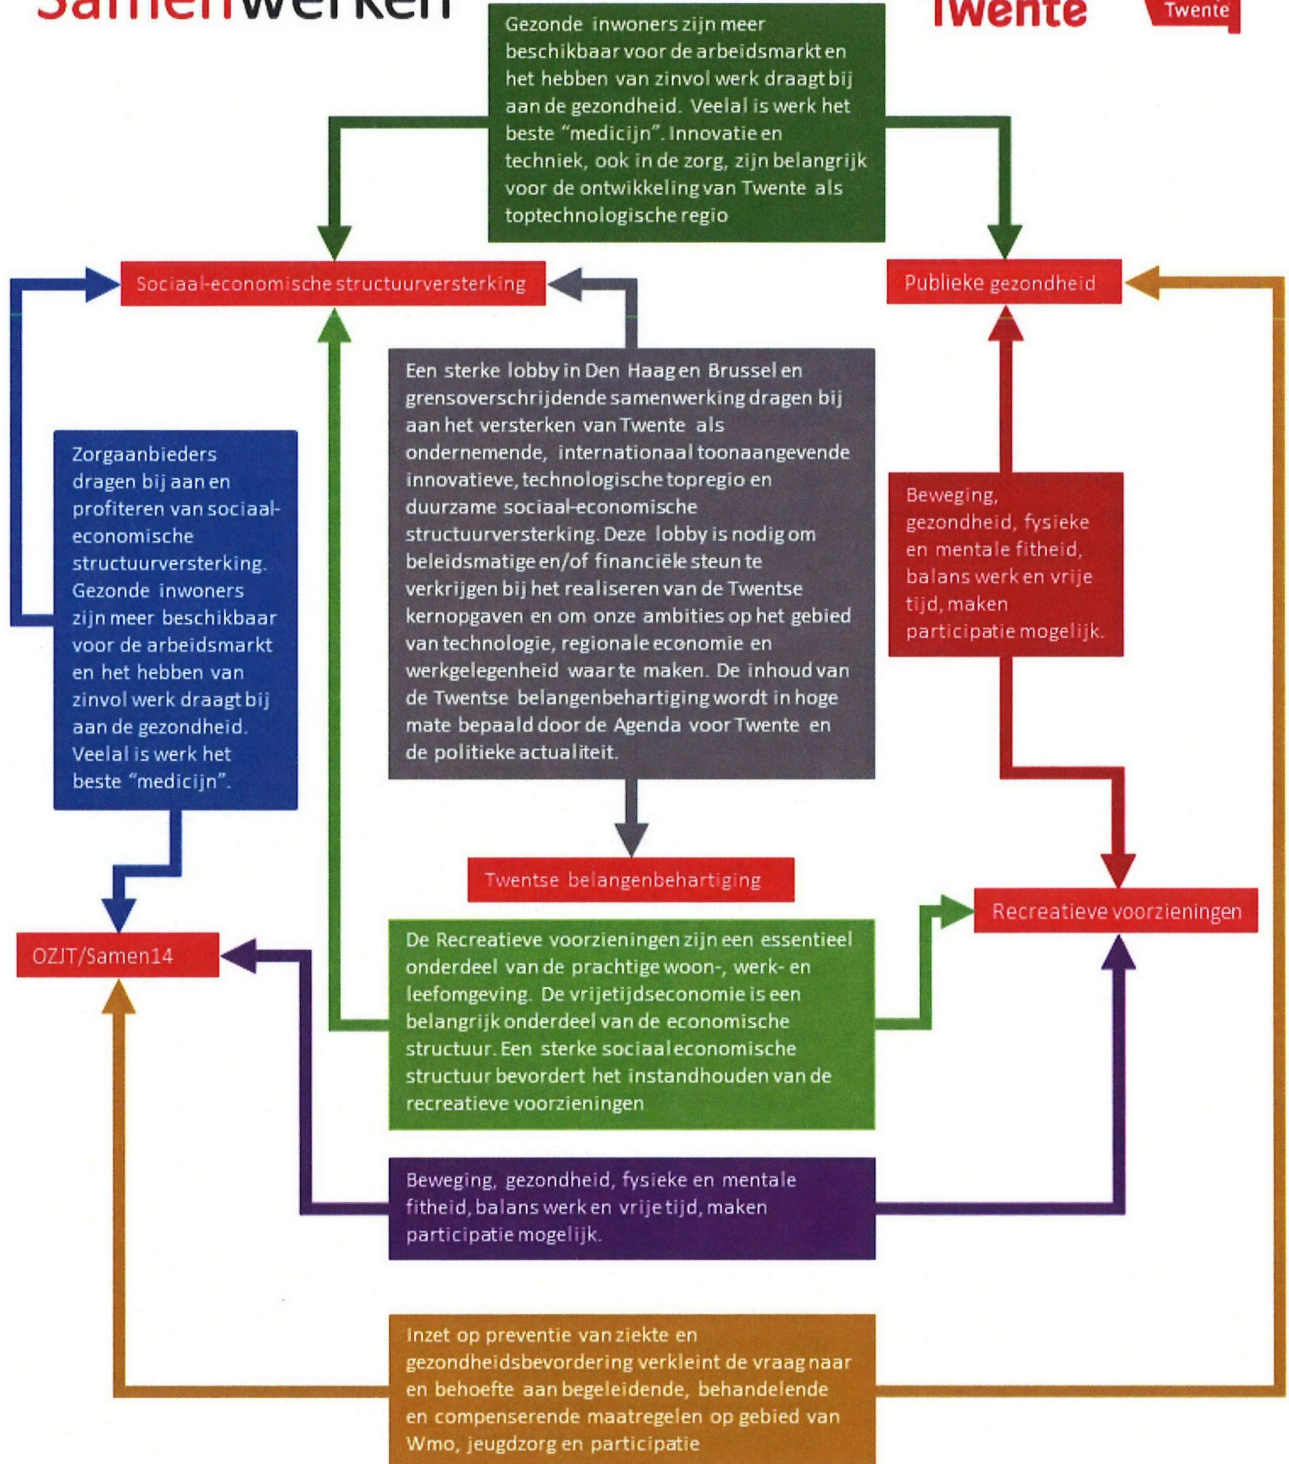 Samenwerken
Twente
Twente
Gezonde inwoners zijn meer
beschikbaar voor de arbeidsmarkt en
het hebben van zinvol werk draagt bij
aan de gezondheid. Veelal is werk het
beste “medicijn”. Innovatie en
techniek, ook in de zorg, zijn belangrijk
voor de ontwikkeling van Twente als
toptechnologische regio
Sociaal-economische structuurversterking
Publieke gezondheid
Een sterke lobby in Den Haag en Brussel en
grensoverschrijdende samenwerking dragen bij
aan het versterken van Twente als
ondernemende, internationaal toonaangevende
innovatieve, technologische topregio en
duurzame sociaal-economische
structuurversterking. Deze lobby is nodig om
beleidsmatige en/of financiële steun te
verkrijgen bij het realiseren van de Twentse
kernopgaven en om onze ambities op het gebied
van technologie, regionale economie en
werkgelegenheid waar te maken. De inhoud van
de Twentse belangenbehartiging wordt in hoge
mate bepaald door de Agenda voor Twente en
de politieke actualiteit.
Zorgaanbieders
dragen bij aan en
profiteren van sociaal-
economische
structuurversterking.
Gezonde inwoners
zijn meer beschikbaar
voor de arbeidsmarkt
en het hebben van
zinvol werk draagt bij
aan de gezondheid.
Veelal is werk het
beste “medicijn”.
Beweging,
gezondheid, fysieke
en mentale fitheid,
balans werk en vrije
tijd, maken
participatie mogelijk.
Twentse belangenbehartiging
Recreatieve voorzieningen
OZJT/Samen14
De Recreatieve voorzieningen zijn een essentieel
onderdeel van de prachtige woon-, werk- en
leefomgeving. De vrijetijdseconomie is een
belangrijk onderdeel van de economische
structuur. Een sterke sociaal economische
structuur bevordert het instandhouden van de
recreatieve voorzieningen
Beweging, gezondheid, fysieke en mentale
fitheid, balans werk en vrije tijd, maken
participatie mogelijk.
Inzet op preventie van ziekte en
gezondheidsbevordering verkleint de vraag naar
en behoefte aan begeleidende, behandelende
en compenserende maatregelen op gebied van
Wmo, jeugdzorg en participatie